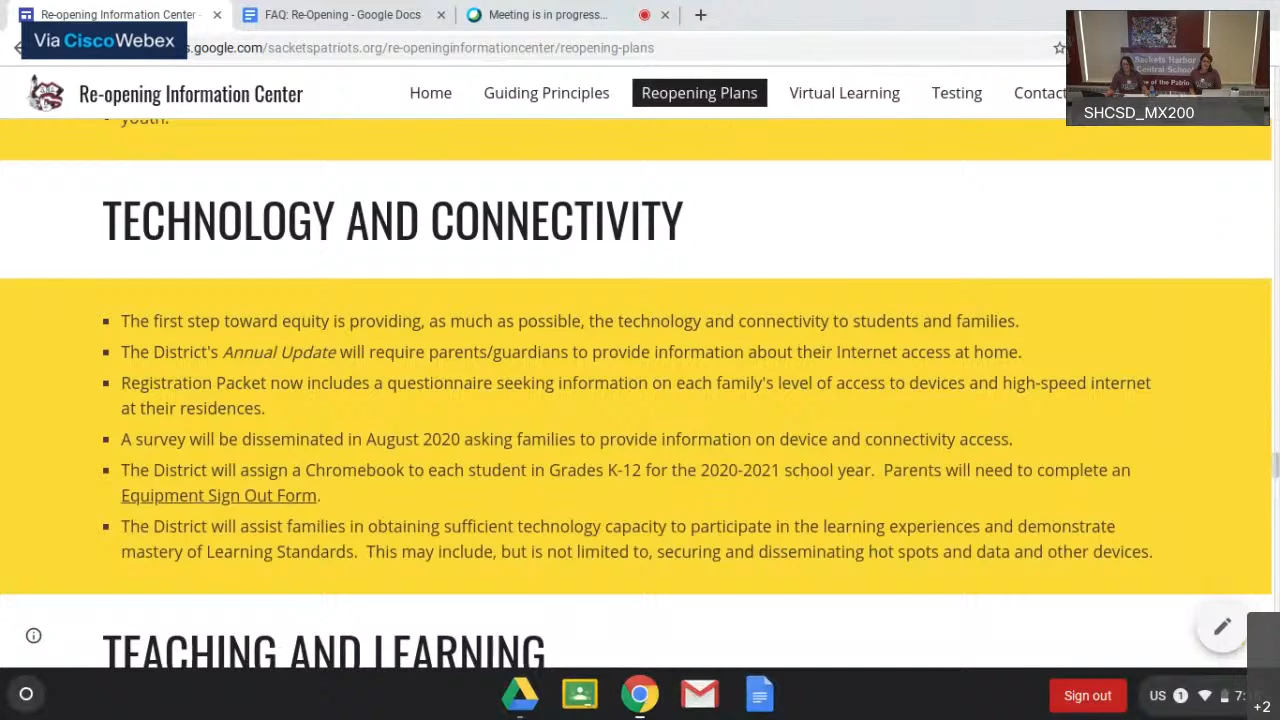 Re-opening Information Center -
FAQ: Re-Opening - Google Docs
Meeting is in progress...
Via CiscoWebex
.google.com/sacketspatriots.org/re-openinginformationcenter/reopening-plans
Re-opening Information Center
Guiding Principles
Reopening Plans
Virtual Learning
Testing
Contact
Sackets Harbor
Central School
SHCSD_MX200
youth.
TECHNOLOGY AND CONNECTIVITY
The first step toward equity is providing, as much as possible, the technology and connectivity to students and families.
The District's Annual Update will require parents/guardians to provide information about their Internet access at home.
Registration Packet now includes a questionnaire seeking information on each family's level of access to devices and high-speed internet
at their residences.
A survey will be disseminated in August 2020 asking families to provide information on device and connectivity access.
The District will assign a Chromebook to each student in Grades K-12 for the 2020-2021 school year. Parents will need to complete an
Equipment Sign Out Form.
The District will assist families in obtaining sufficient technology capacity to participate in the learning experiences and demonstrate
mastery of Learning Standards. This may include, but is not limited to, securing and disseminating hot spots and data and other devices.
TEACHING AND LEARNING
Sign out
US
1
+2